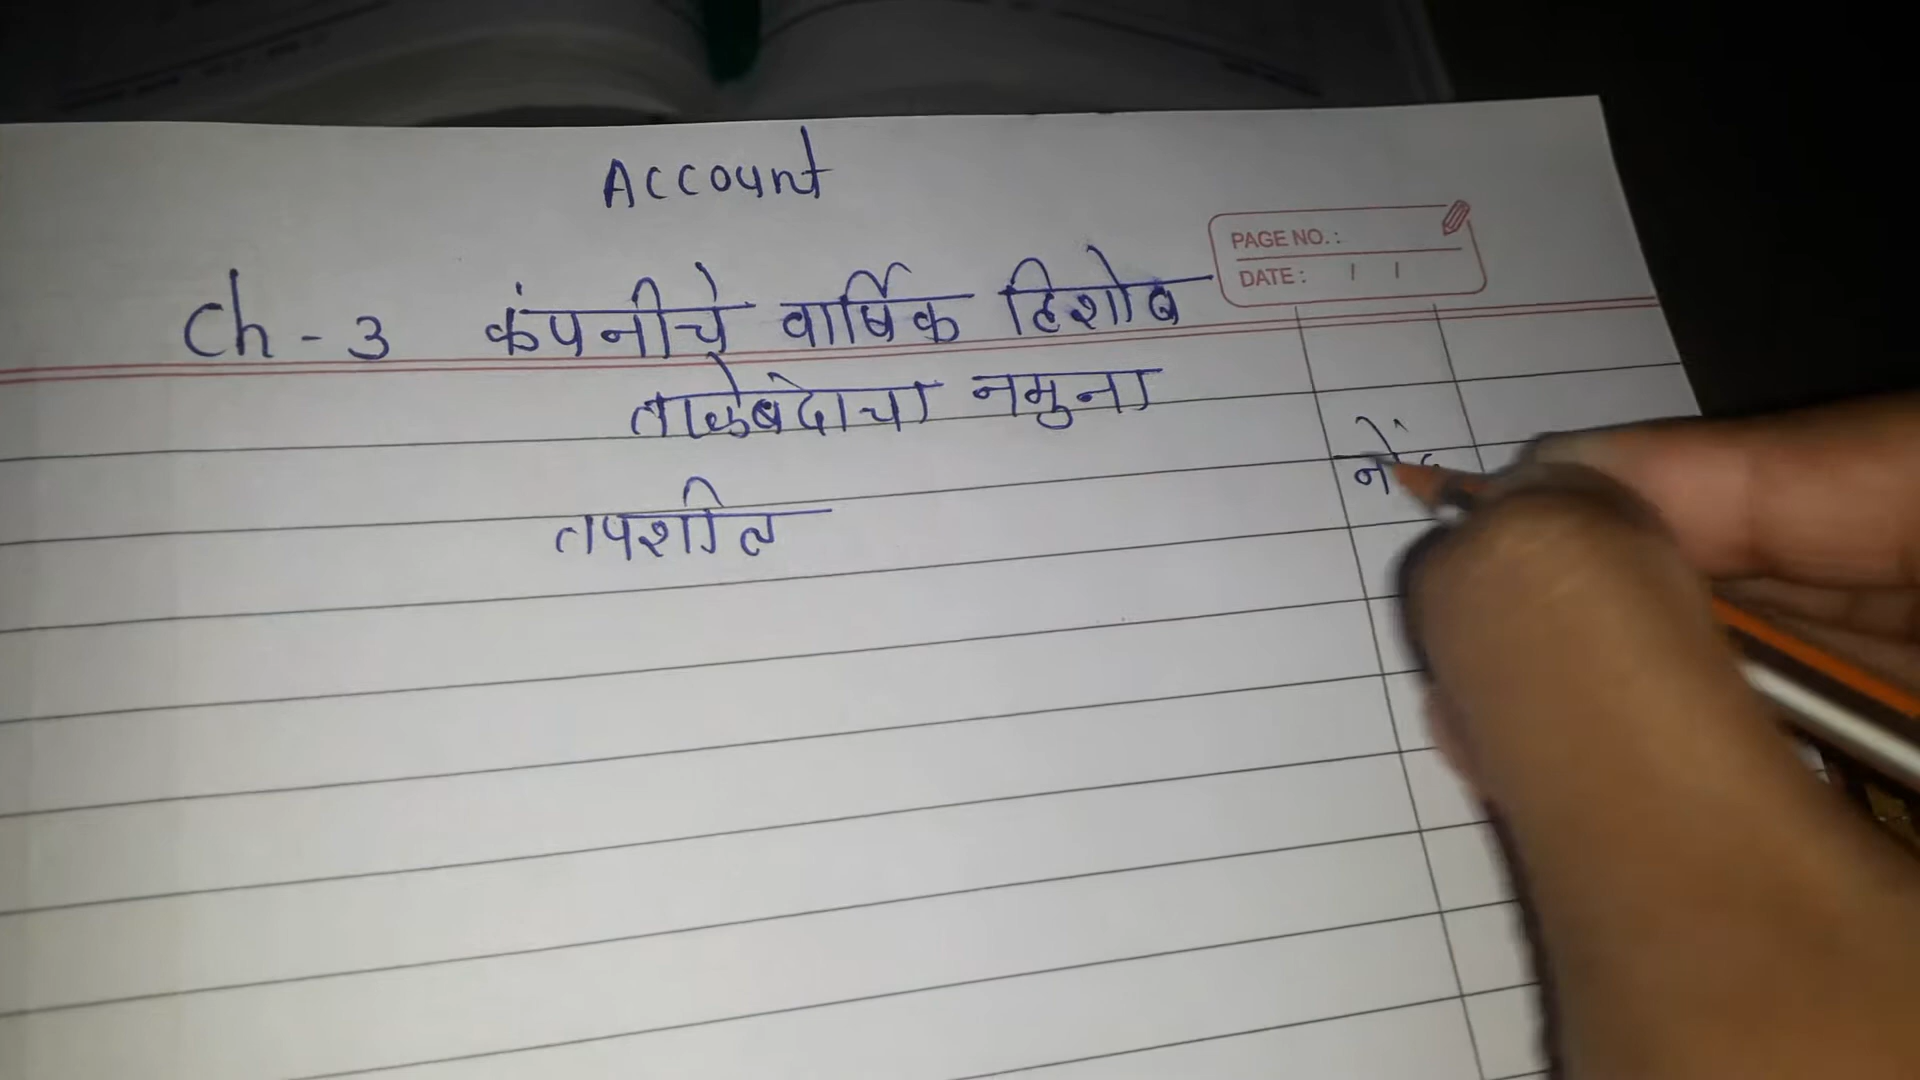 Account
PAGE NO.:
DATE: / /
Ch - 3 कंपनीचे वार्षिक हिशोब
ताळेबंदाचा नमुना
तपशील